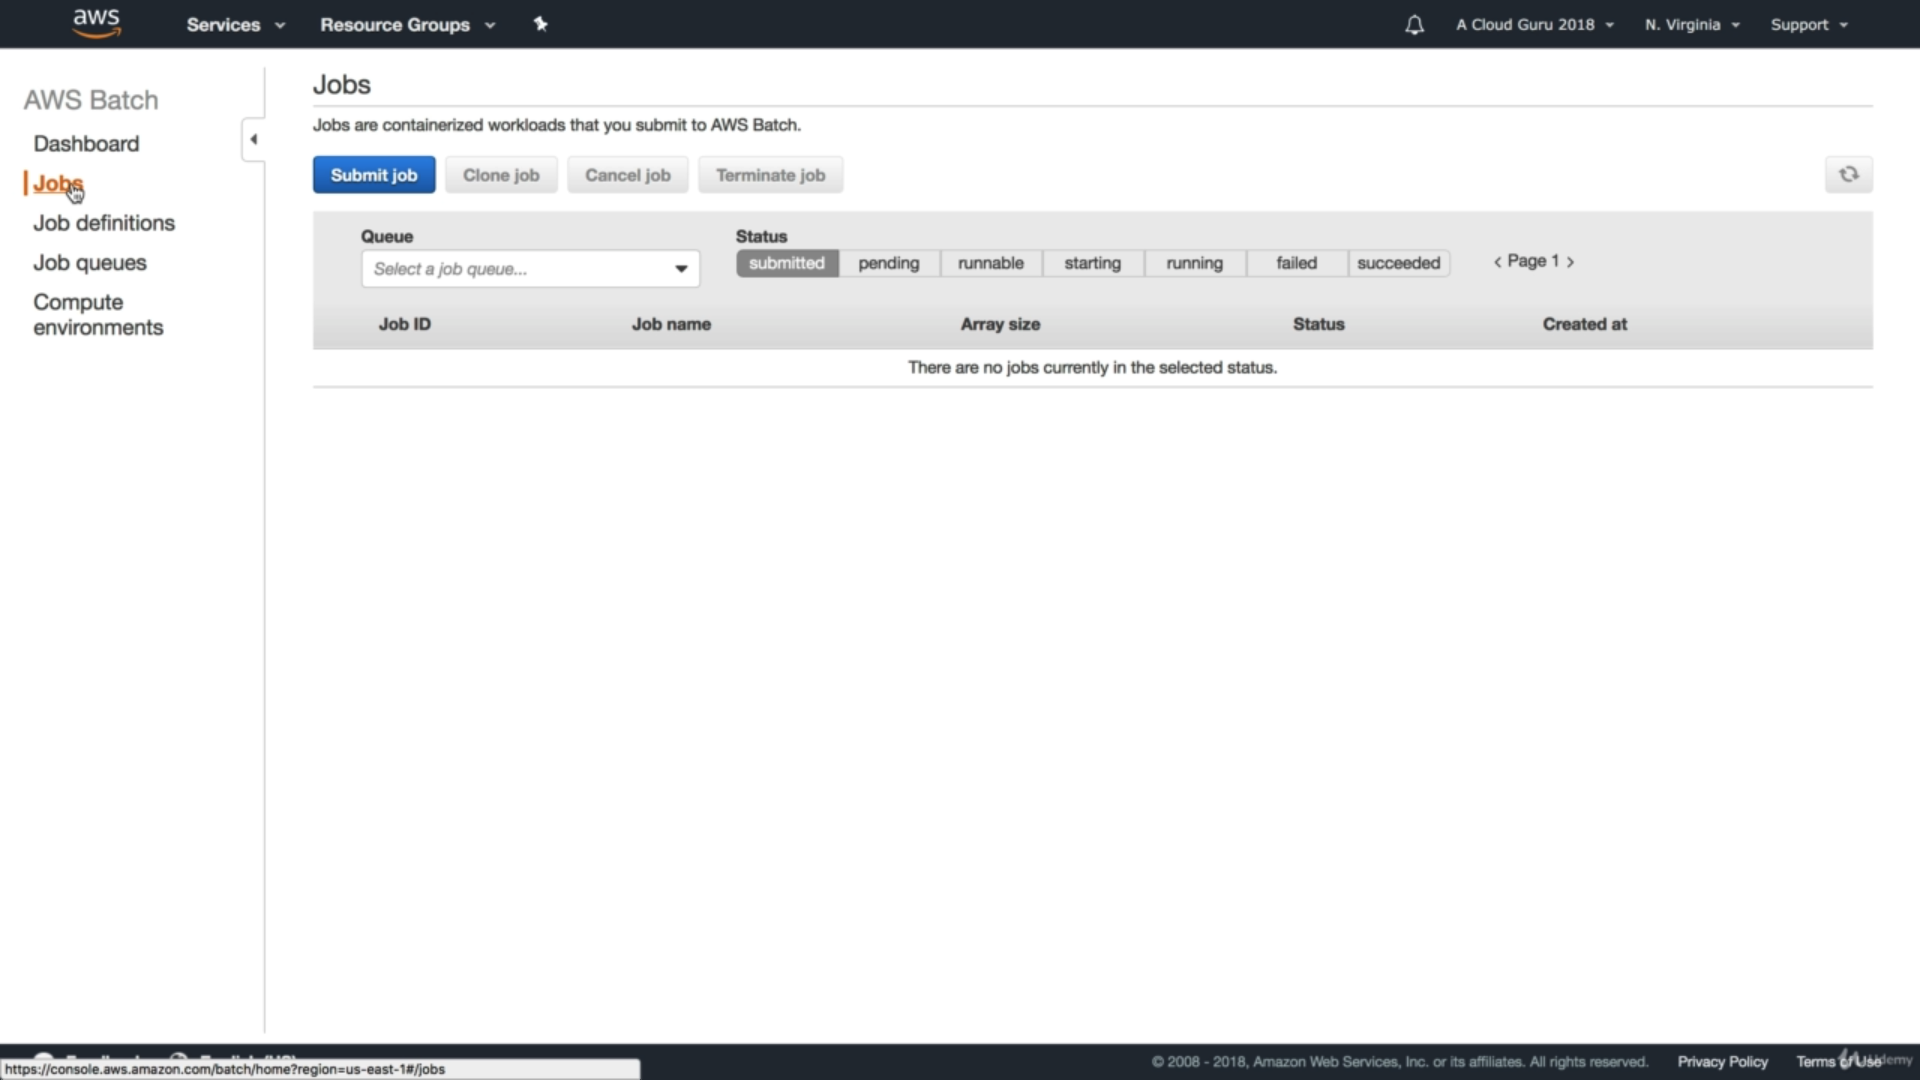 aws Services Resource Groups A Cloud Guru 2018 N. Virginia Support
AWS Batch
Dashboard
Jobs
Job definitions
Job queues
Compute
environments
Jobs
Jobs are containerized workloads that you submit to AWS Batch.
Submit job Clone job Cancel job Terminate job
Queue Status
Select a job queue... submitted pending runnable starting running failed succeeded < Page 1 >
Job ID Job name Array size Status Created at
There are no jobs currently in the selected status.
© 2008 - 2018, Amazon Web Services, Inc. or its affiliates. All rights reserved. Privacy Policy Terms of Use
https://console.aws.amazon.com/batch/home?region=us-east-1#/jobs